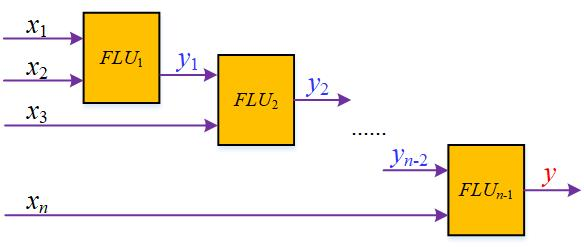 x1
FLU1
x2
y1
FLU2
y2
x3
......
yn-2
FLUn-1
y
xn